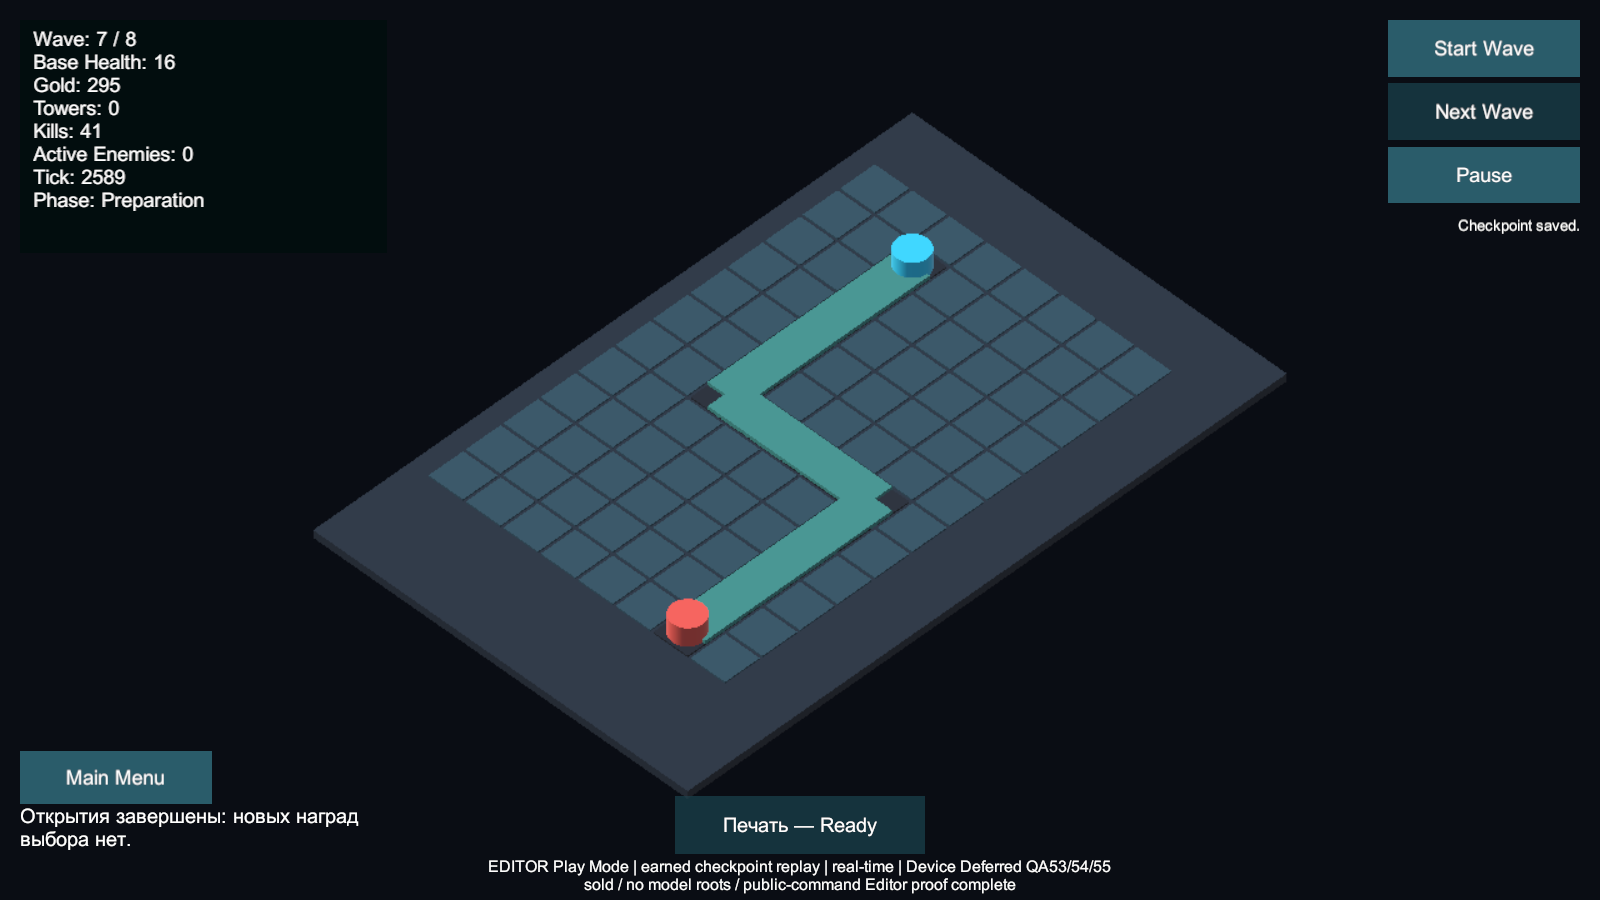 Wave: 7 / 8
Base Health: 16
Gold: 295
Towers: 0
Kills: 41
Active Enemies: 0
Tick: 2589
Phase: Preparation
Start Wave
Next Wave
Pause
Checkpoint saved.
Main Menu
Открытия завершены: новых наград
выбора нет.
Печать — Ready
EDITOR Play Mode | earned checkpoint replay | real-time | Device Deferred QA53/54/55
sold / no model roots / public-command Editor proof complete